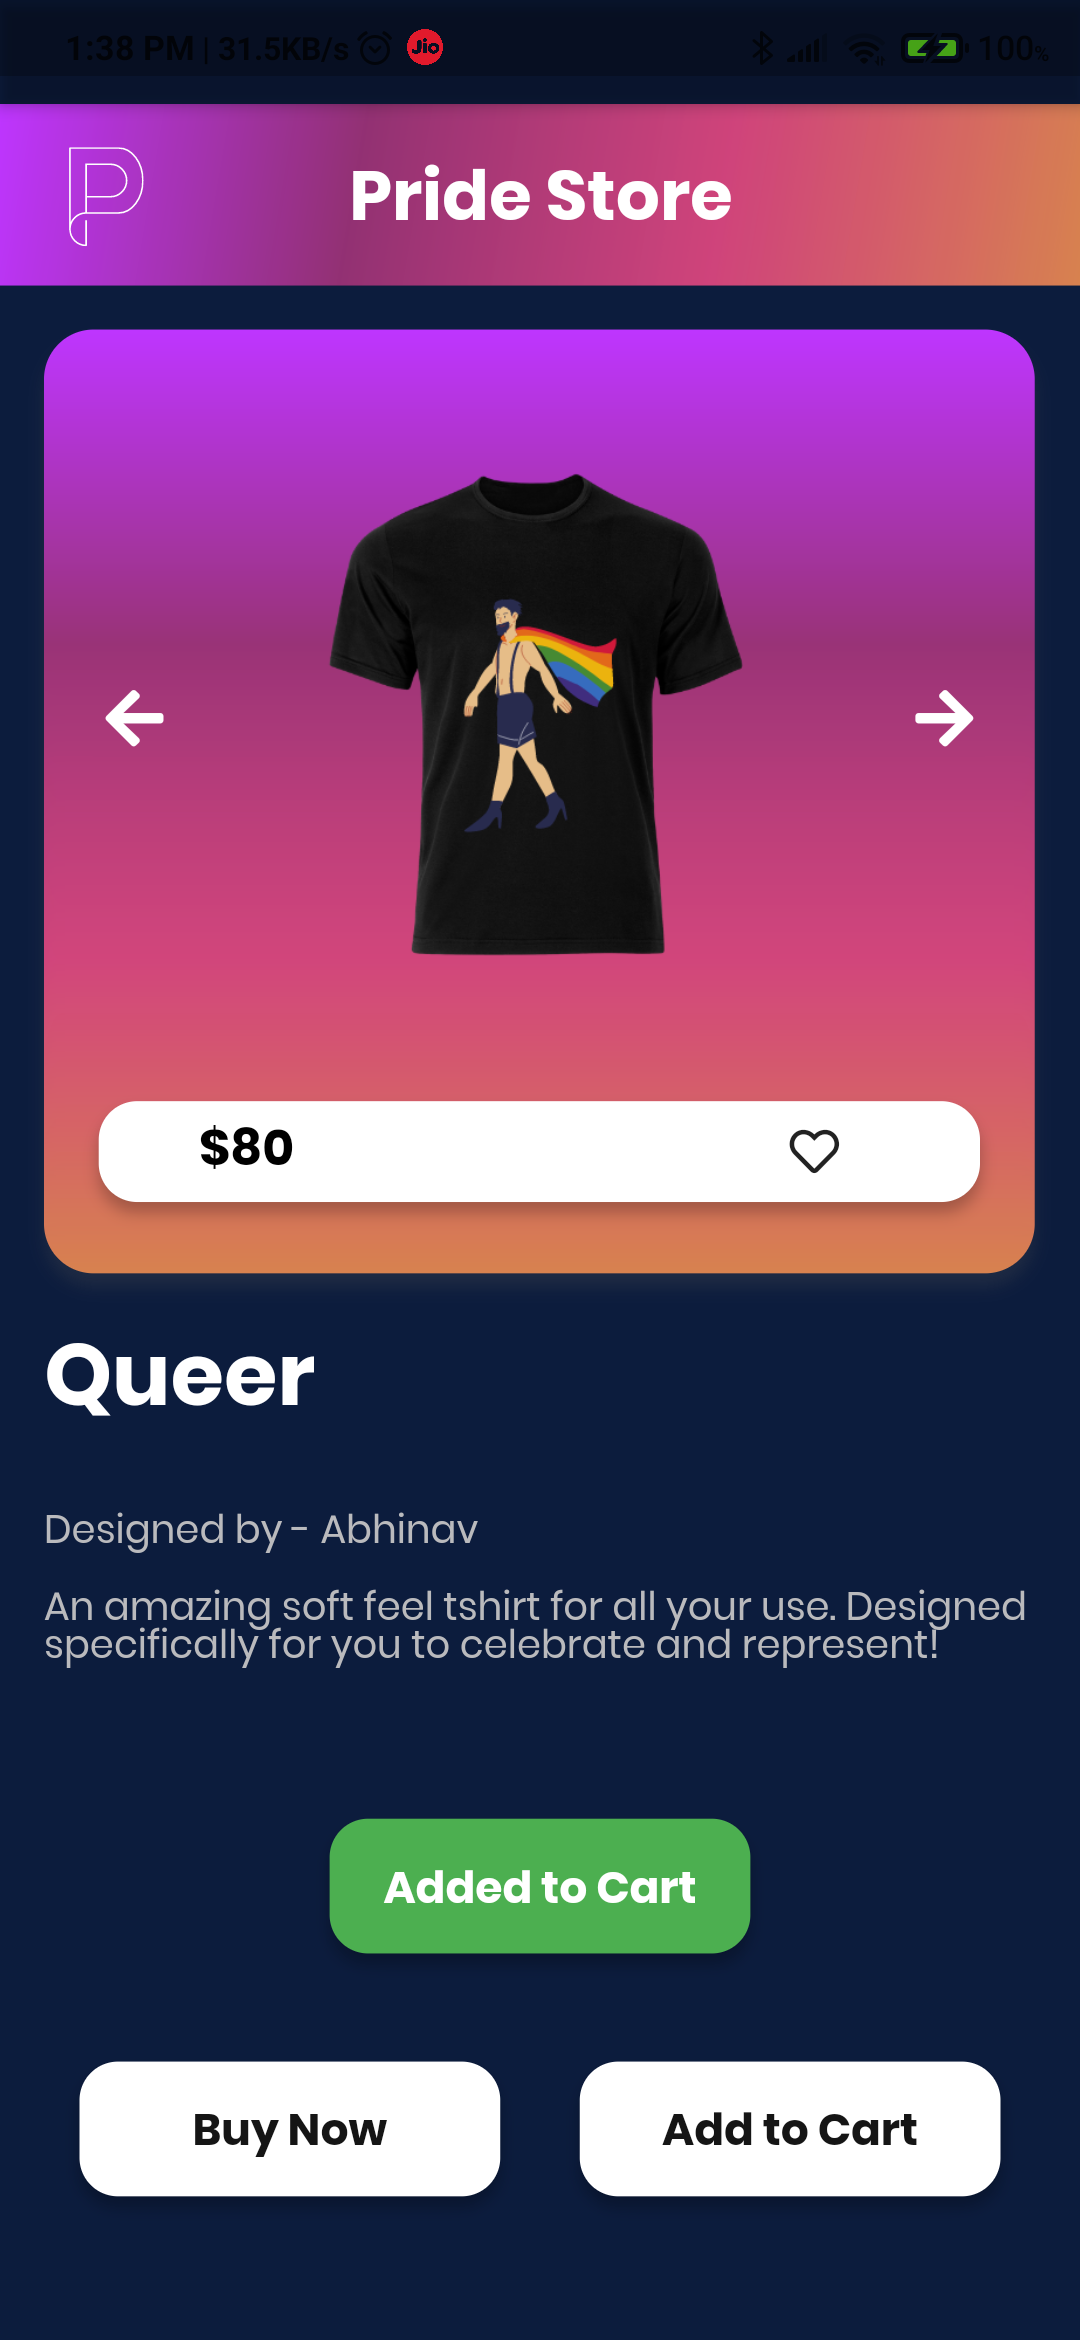 1:38 PM | 31.5KB/s Jio 100%
Pride Store
$80
Queer
Designed by - Abhinav
An amazing soft feel tshirt for all your use. Designed
specifically for you to celebrate and represent!
Added to Cart
Buy Now Add to Cart